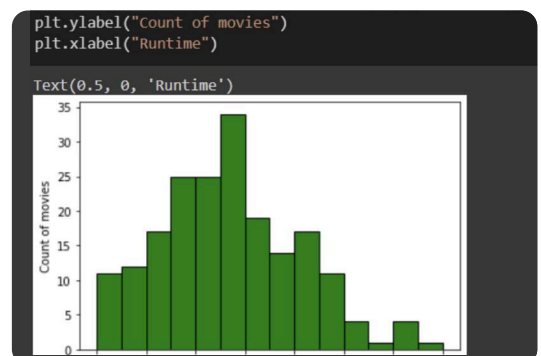 plt.ylabel("Count of movies")
plt.xlabel("Runtime")
Text(0.5, 0, 'Runtime')
35
30
25
20
15
10
5
0
Count of movies